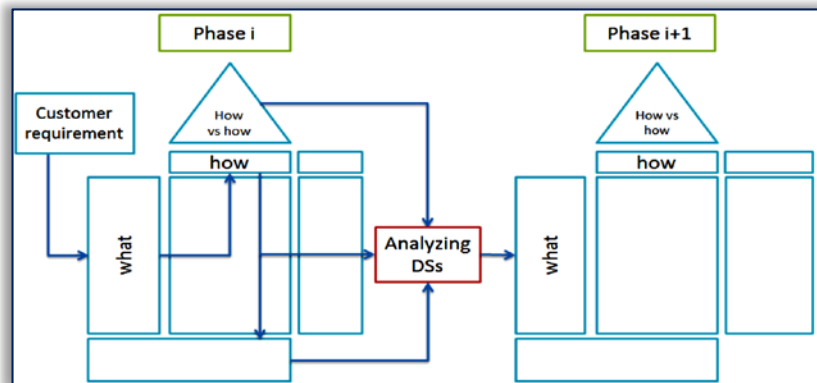 Phase i
Phase i+1
Customer
requirement
How
vs how
How vs
how
how
how
what
Analyzing
DSs
what